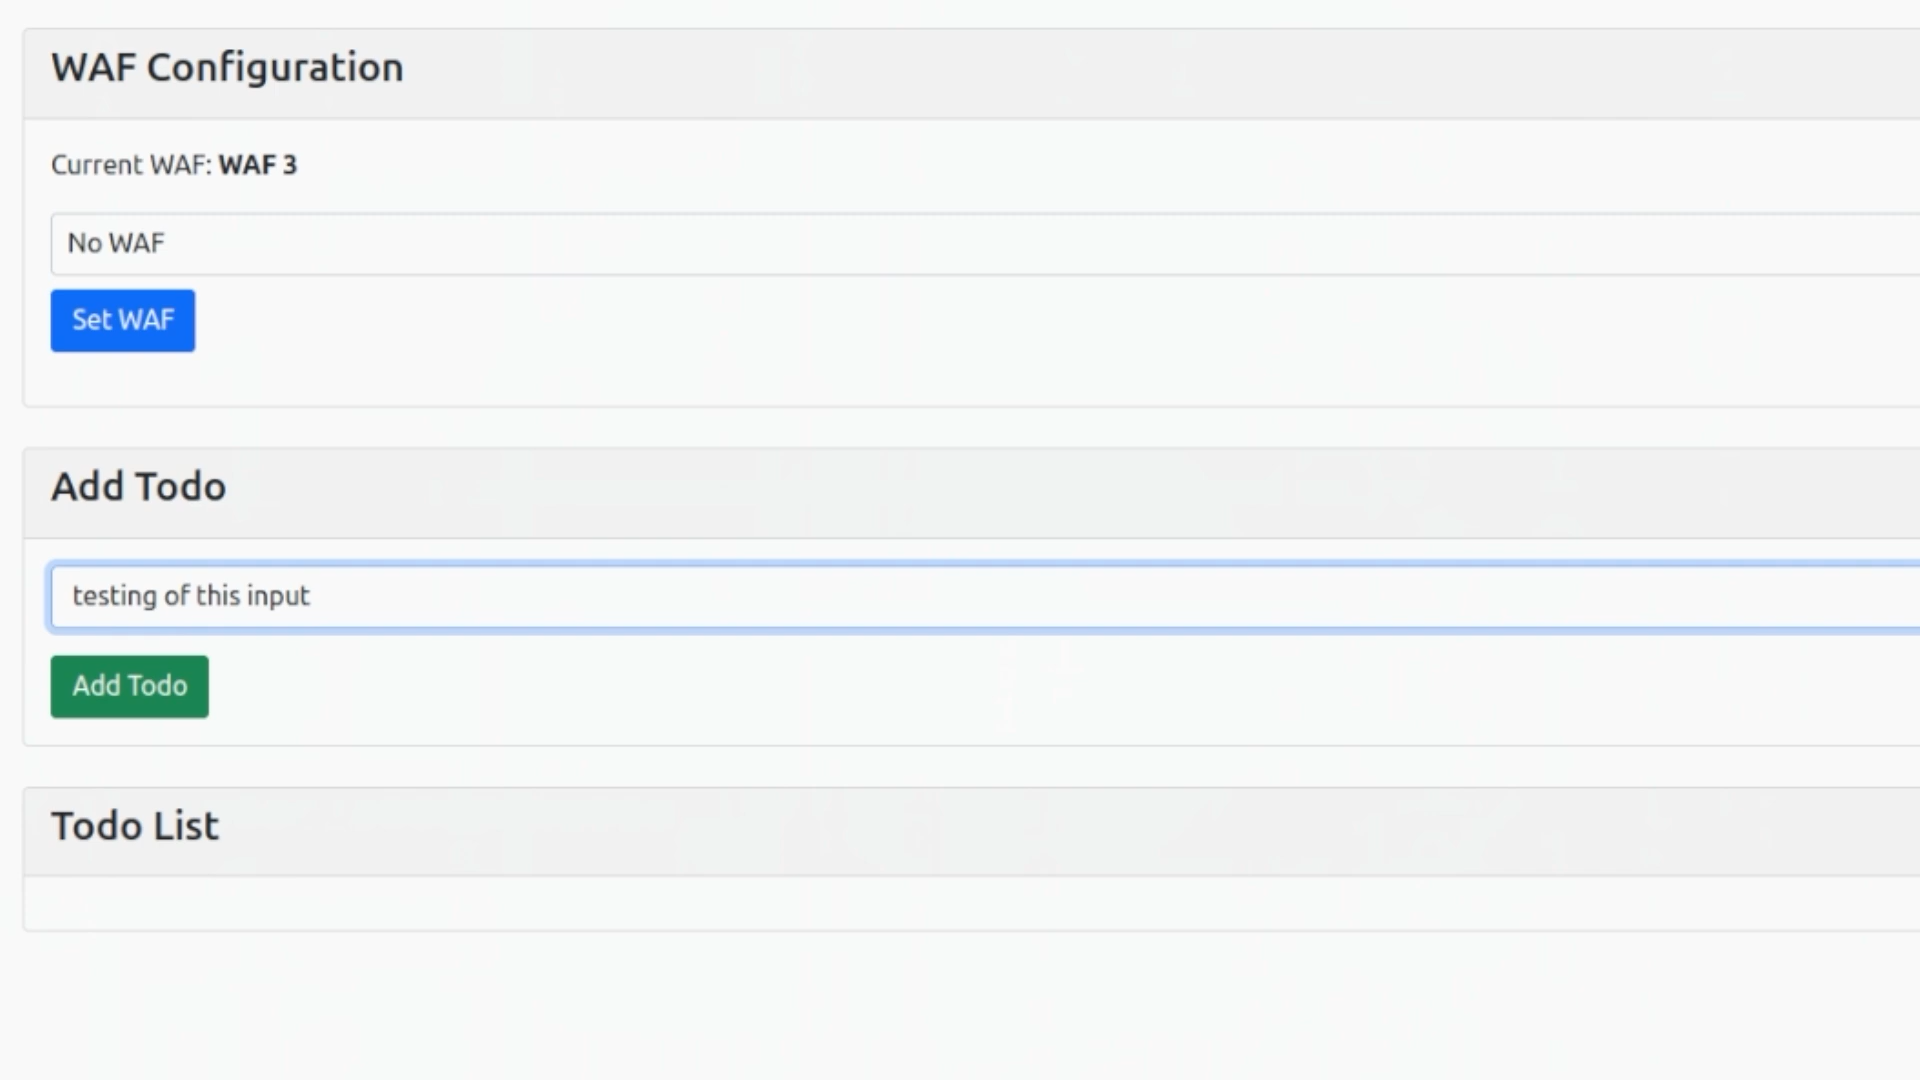 WAF Configuration
Current WAF: WAF 3
No WAF
Set WAF
Add Todo
testing of this input
Add Todo
Todo List